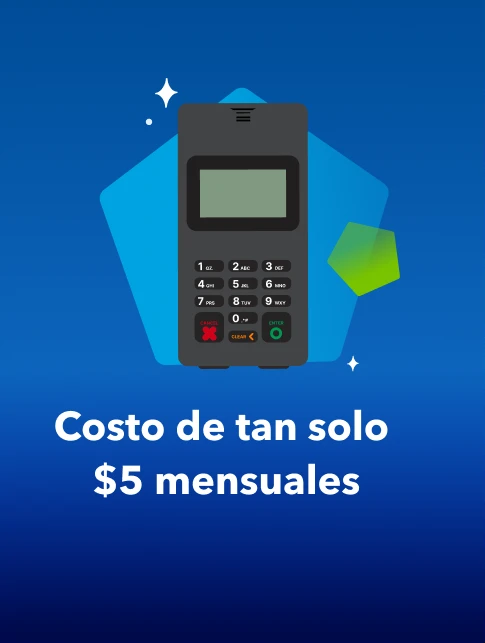 1 QZ. 2 ABC 3 DEF
4 GHI 5 JKL 6 MNO
7 PRS 8 TUV 9 WXY
0
CANCEL ENTER
CLEAR
Costo de tan solo
$5 mensuales